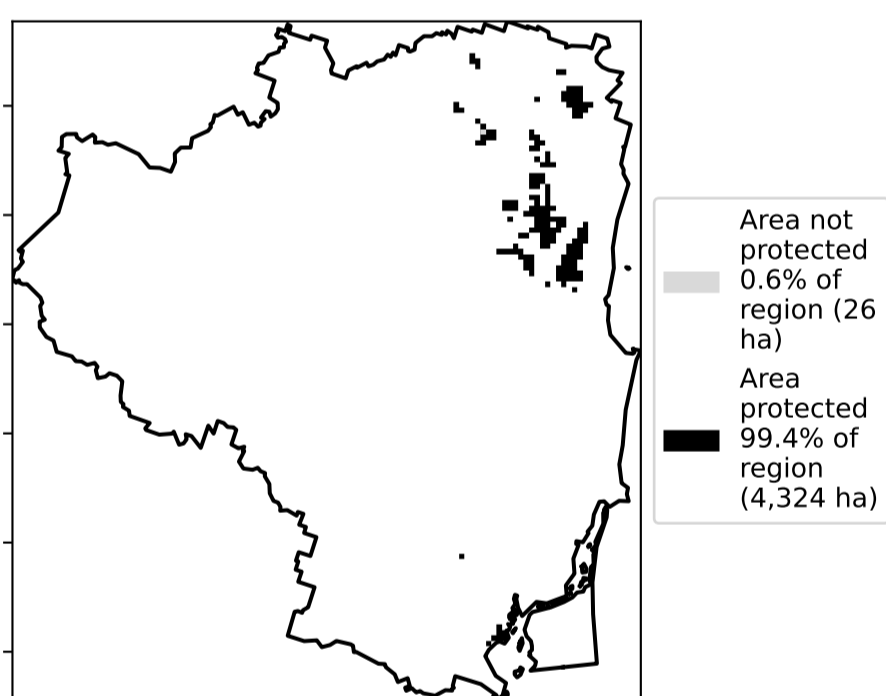 Area not
protected
0.6% of
region (26
ha)
Area
protected
99.4% of
region
(4,324 ha)